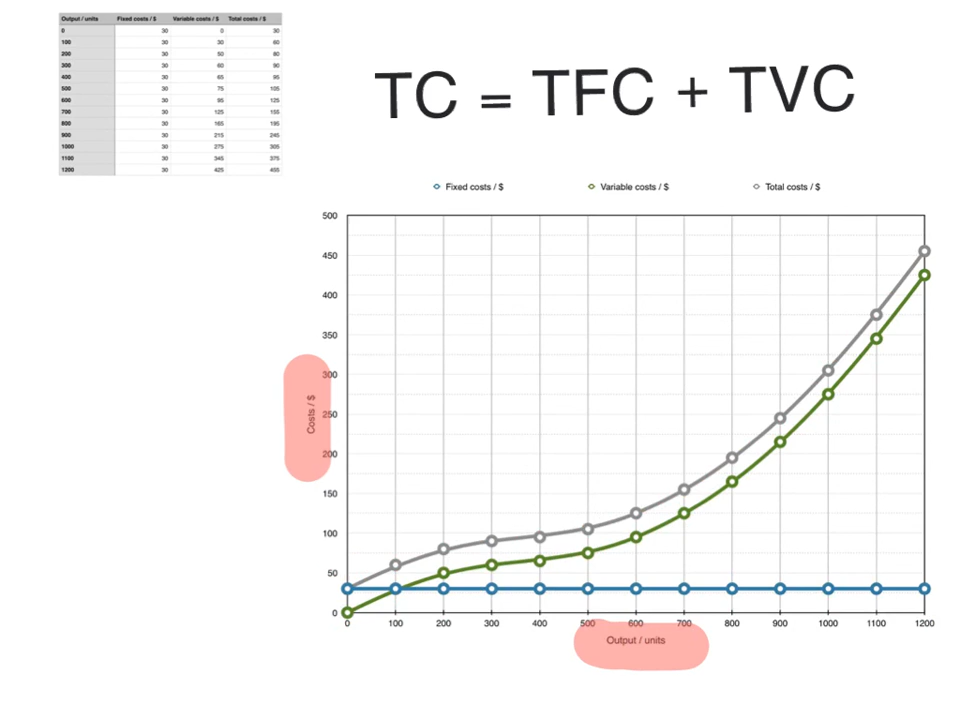 Output / units Fixed costs / $ Variable costs / $ Total costs / $
0 30 0 30
100 30 30 60
200 30 50 80
300 30 60 90
400 30 65 95
500 30 75 105
600 30 95 125
700 30 125 155
800 30 165 195
900 30 215 245
1000 30 275 305
1100 30 345 375
1200 30 425 455
TC = TFC + TVC
Fixed costs / $ Variable costs / $ Total costs / $
500
450
400
350
300
250
200
150
100
50
0
Costs / $
0 100 200 300 400 500 600 700 800 900 1000 1100 1200
Output / units